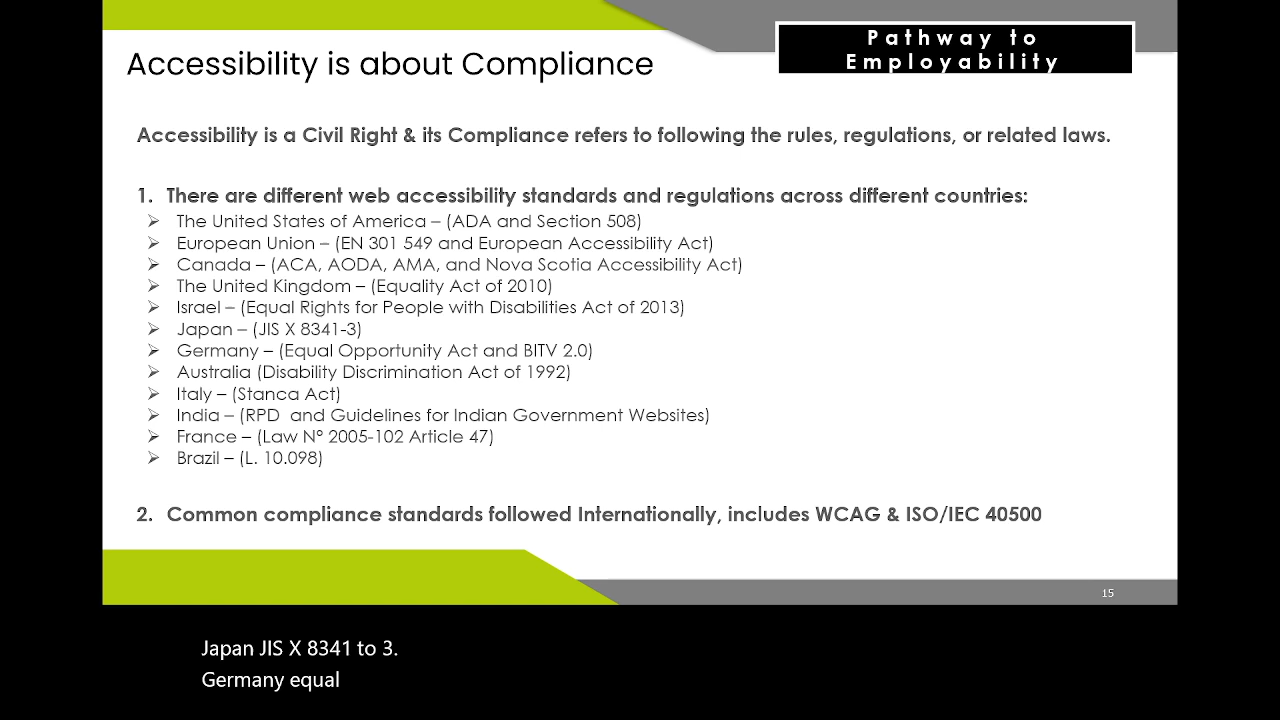 Pathway to
Employability
Accessibility is about Compliance
Accessibility is a Civil Right & its Compliance refers to following the rules, regulations, or related laws.
1. There are different web accessibility standards and regulations across different countries:
➢ The United States of America – (ADA and Section 508)
➢ European Union – (EN 301 549 and European Accessibility Act)
➢ Canada – (ACA, AODA, AMA, and Nova Scotia Accessibility Act)
➢ The United Kingdom – (Equality Act of 2010)
➢ Israel – (Equal Rights for People with Disabilities Act of 2013)
➢ Japan – (JIS X 8341-3)
➢ Germany – (Equal Opportunity Act and BITV 2.0)
➢ Australia (Disability Discrimination Act of 1992)
➢ Italy – (Stanca Act)
➢ India – (RPD and Guidelines for Indian Government Websites)
➢ France – (Law N° 2005-102 Article 47)
➢ Brazil – (L. 10.098)
2. Common compliance standards followed Internationally, includes WCAG & ISO/IEC 40500
15
Japan JIS X 8341 to 3.
Germany equal